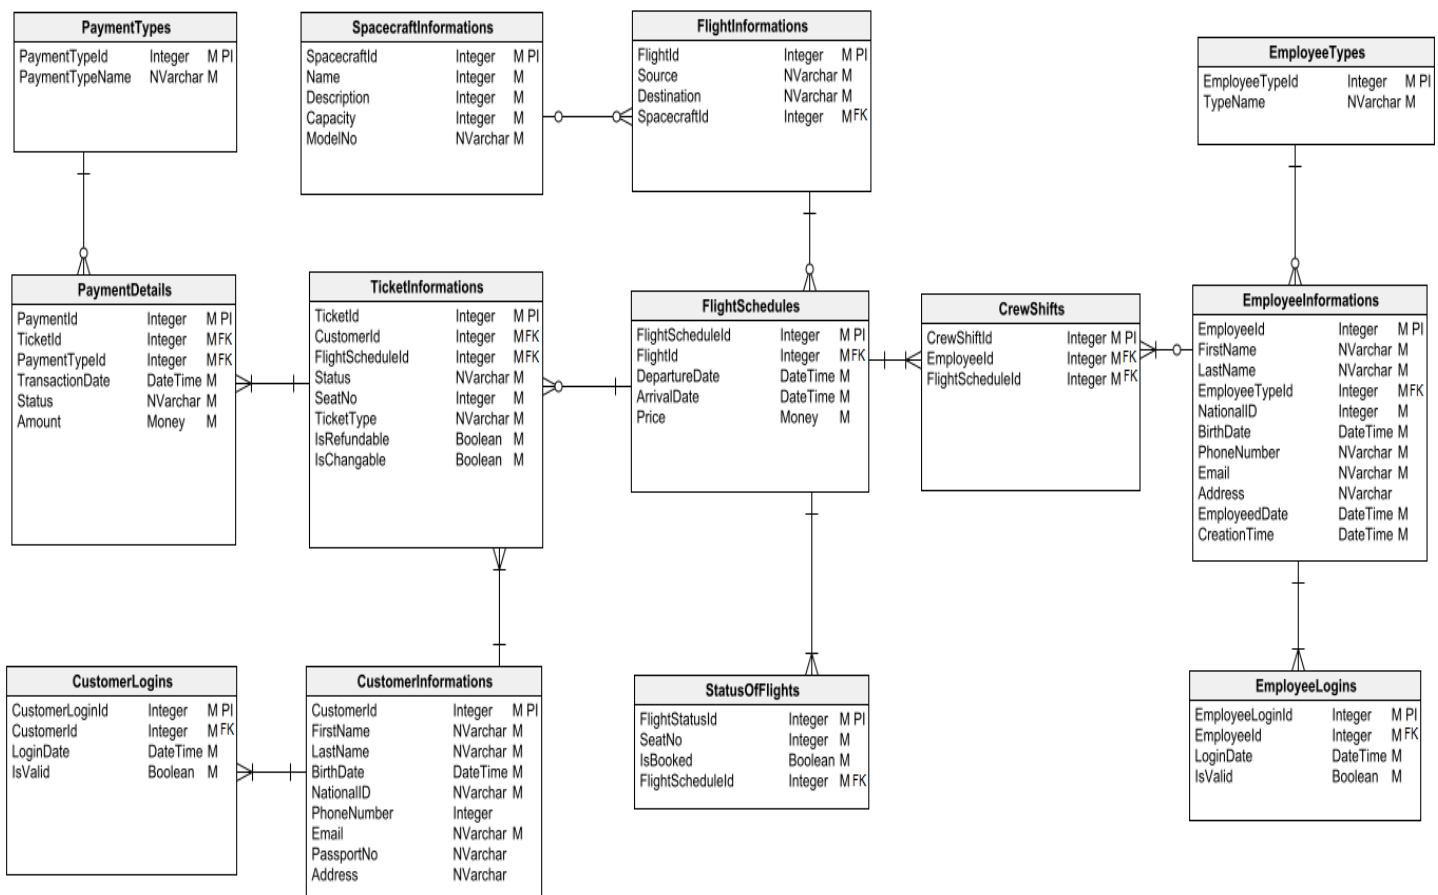 PaymentTypes
PaymentTypeId Integer M PI
PaymentTypeName NVarchar M
SpacecraftInformations
SpacecraftId Integer M PI
Name Integer M
Description Integer M
Capacity Integer M
ModelNo NVarchar M
FlightInformations
FlightId Integer M PI
Source NVarchar M
Destination NVarchar M
SpacecraftId Integer M FK
EmployeeTypes
EmployeeTypeId Integer M PI
TypeName NVarchar M
PaymentDetails
PaymentId Integer M PI
TicketId Integer M FK
PaymentTypeId Integer M FK
TransactionDate DateTime M
Status NVarchar M
Amount Money M
TicketInformations
TicketId Integer M PI
CustomerId Integer M FK
FlightScheduleId Integer M FK
Status NVarchar M
SeatNo Integer M
TicketType NVarchar M
IsRefundable Boolean M
IsChangable Boolean M
FlightSchedules
FlightScheduleId Integer M PI
FlightId Integer M FK
DepartureDate DateTime M
ArrivalDate DateTime M
Price Money M
CrewShifts
CrewShiftId Integer M PI
EmployeeId Integer M FK
FlightScheduleId Integer M FK
EmployeeInformations
EmployeeId Integer M PI
FirstName NVarchar M
LastName NVarchar M
EmployeeTypeId Integer M FK
NationalID Integer M
BirthDate DateTime M
PhoneNumber NVarchar M
Email NVarchar M
Address NVarchar
EmployeedDate DateTime M
CreationTime DateTime M
CustomerLogins
CustomerLoginId Integer M PI
CustomerId Integer M FK
LoginDate DateTime M
IsValid Boolean M
CustomerInformations
CustomerId Integer M PI
FirstName NVarchar M
LastName NVarchar M
BirthDate DateTime M
NationalID NVarchar M
PhoneNumber Integer
Email NVarchar M
PassportNo NVarchar
Address NVarchar
StatusOfFlights
FlightStatusId Integer M PI
SeatNo Integer M
IsBooked Boolean M
FlightScheduleId Integer M FK
EmployeeLogins
EmployeeLoginId Integer M PI
EmployeeId Integer M FK
LoginDate DateTime M
IsValid Boolean M